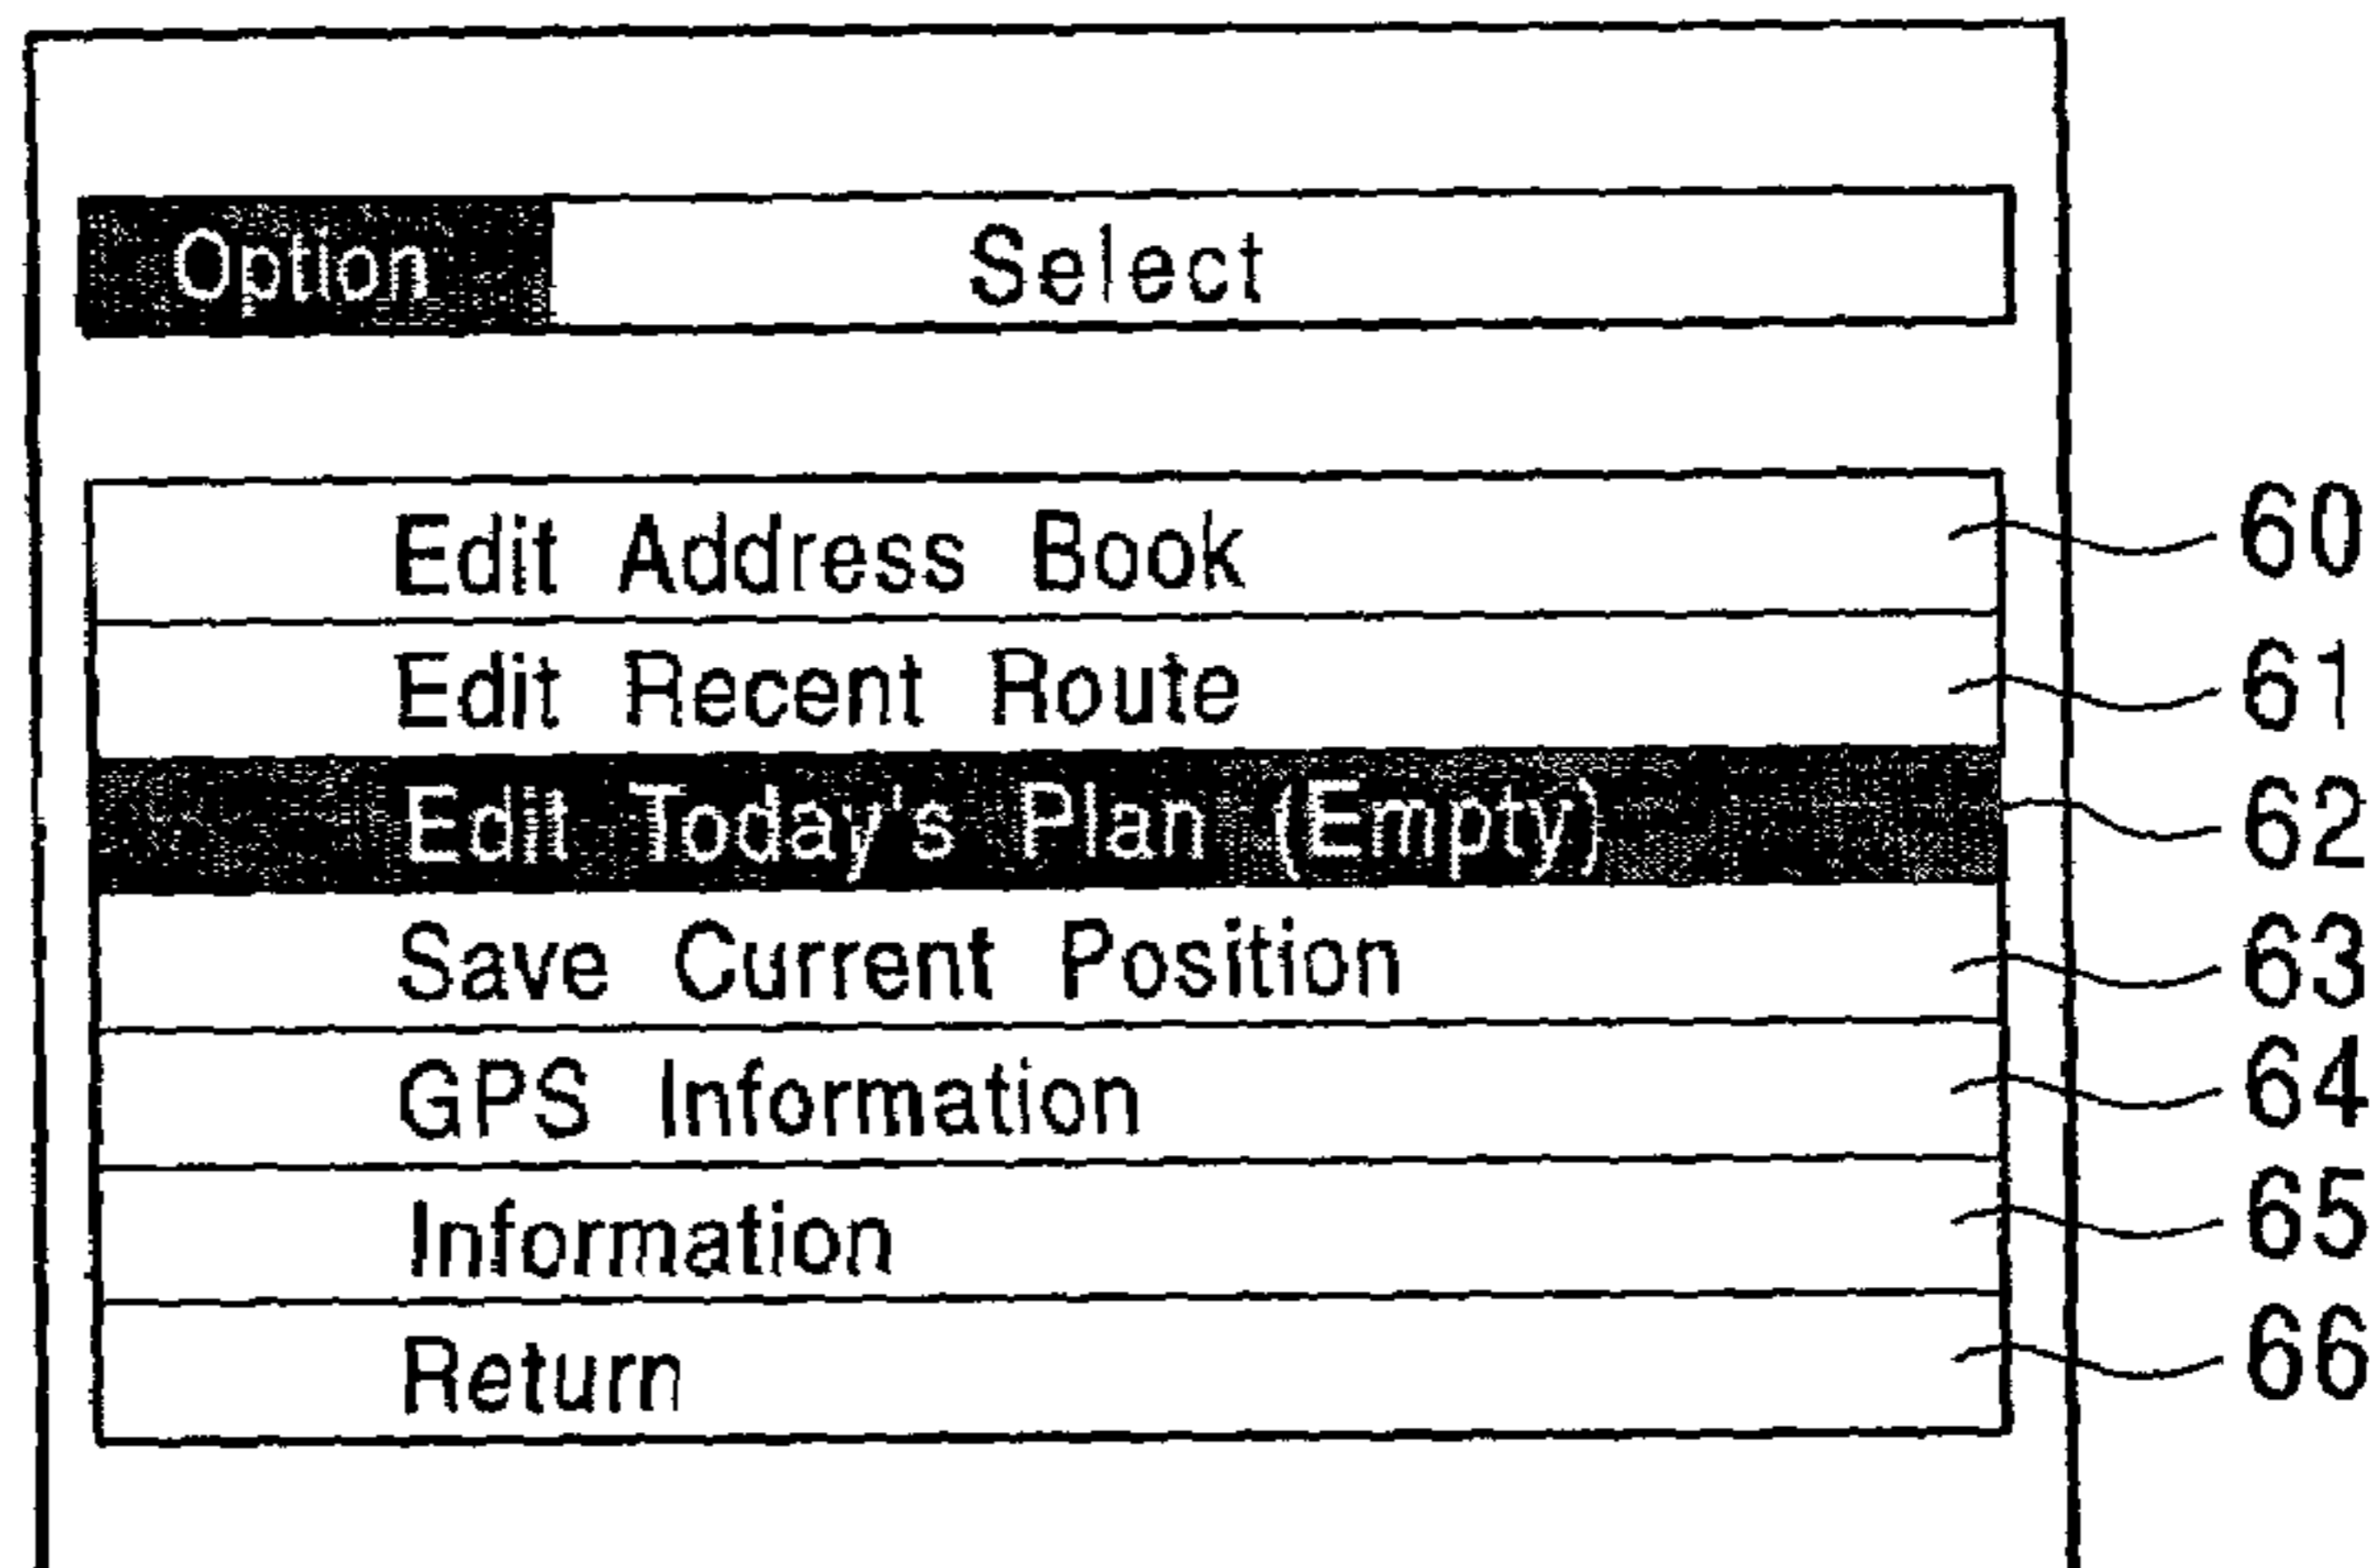 Option Select
Edit Address Book 60
Edit Recent Route 61
Edit Today's Plan (Empty) 62
Save Current Position 63
GPS Information 64
Information 65
Return 66